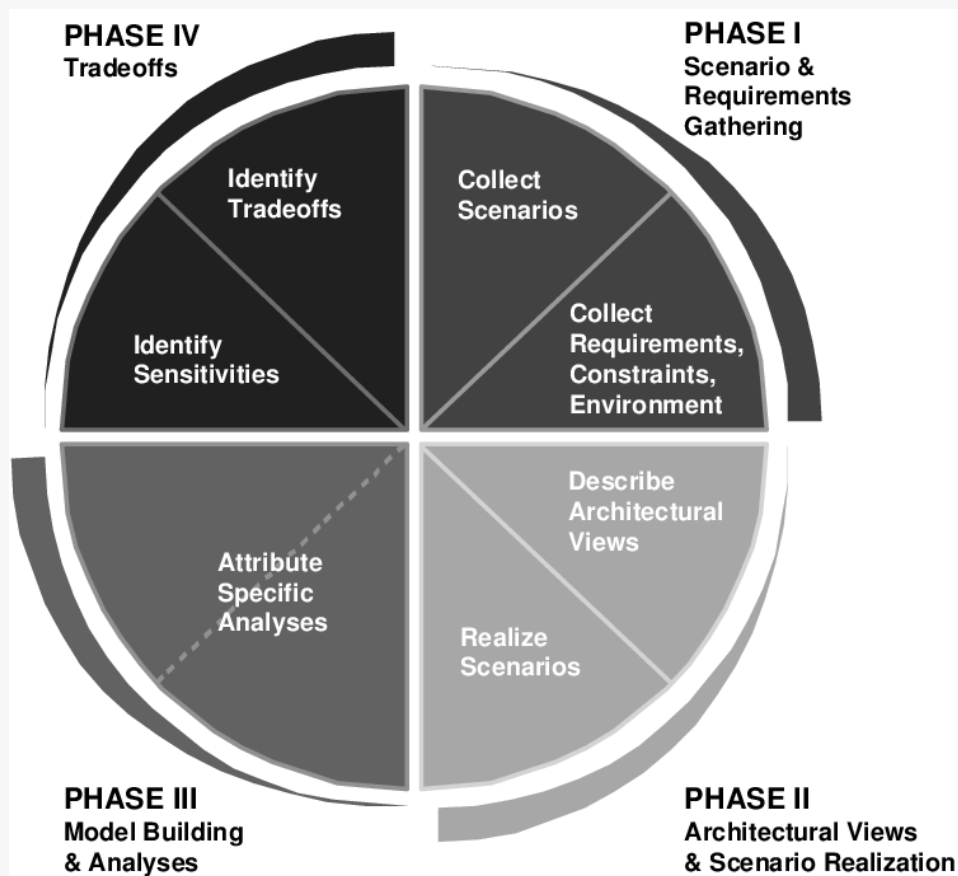 PHASE IV
Tradeoffs
PHASE I
Scenario &
Requirements
Gathering
Identify
Tradeoffs
Collect
Scenarios
Identify
Sensitivities
Collect
Requirements,
Constraints,
Environment
Attribute
Specific
Analyses
Describe
Architectural
Views
Realize
Scenarios
PHASE III
Model Building
& Analyses
PHASE II
Architectural Views
& Scenario Realization